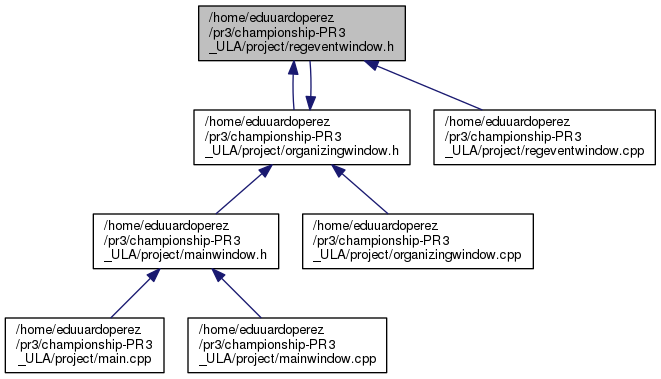 /home/eduuardoperez
/pr3/championship-PR3
_ULA/project/regeventwindow.h
/home/eduuardoperez
/pr3/championship-PR3
_ULA/project/organizingwindow.h
/home/eduuardoperez
/pr3/championship-PR3
_ULA/project/regeventwindow.cpp
/home/eduuardoperez
/pr3/championship-PR3
_ULA/project/mainwindow.h
/home/eduuardoperez
/pr3/championship-PR3
_ULA/project/organizingwindow.cpp
/home/eduuardoperez
/pr3/championship-PR3
_ULA/project/main.cpp
/home/eduuardoperez
/pr3/championship-PR3
_ULA/project/mainwindow.cpp